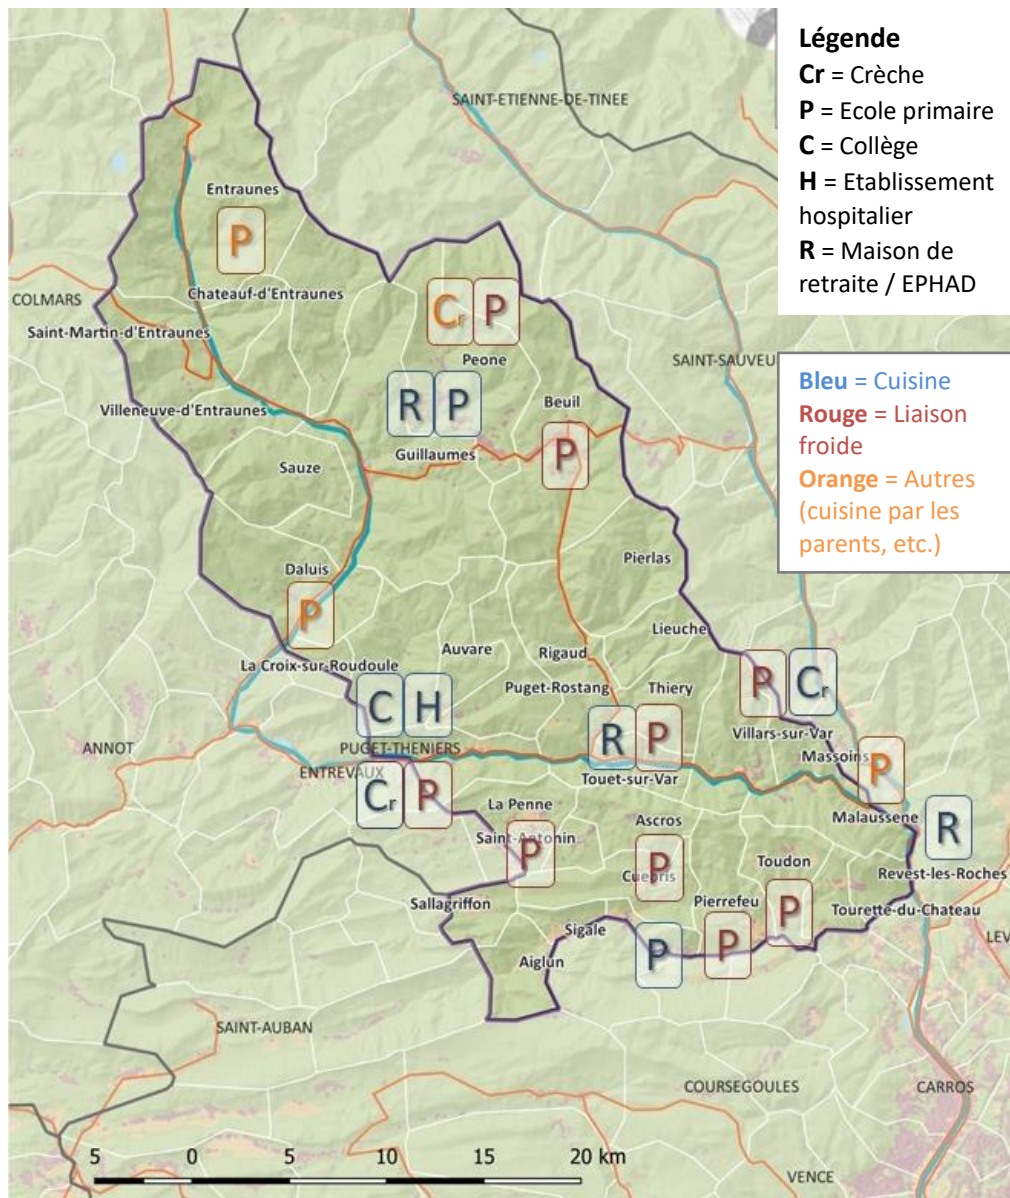 Légende
Cr = Crèche
P = Ecole primaire
C = Collège
H = Etablissement
hospitalier
R = Maison de
retraite / EPHAD
Bleu = Cuisine
Rouge = Liaison
froide
Orange = Autres
(cuisine par les
parents, etc.)
SAINT-ETIENNE-DE-TINEE
Entraunes
P
Chateauf-d'Entraunes
COLMARS
Cr P
Saint-Martin-d'Entraunes
Peone
SAINT-SAUVEU
R P
Villeneuve-d'Entraunes
Beuil
Guillaumes
P
Sauze
Pierlas
Daluis
P
Lieuche
Auvare
Rigaud
La Croix-sur-Roudoule
Puget-Rostang
Thiery
P Cr
C H
Villars-sur-Var
R P
ANNOT
PUGET-THENIERS
Massoins
P
ENTREVAUX
Touet-sur-Var
Cr P
La Penne
Ascros
Malaussene
R
Saint-Antonin
P
P
Cuebris
Toudon
Revest-les-Roches
Sallagriffon
Pierrefeu
P
Tourette-du-Chateau
Sigale
P
P
LEV
Aiglun
SAINT-AUBAN
COURSEGOULES
CARROS
5 0 5 10 15 20 km
VENCE